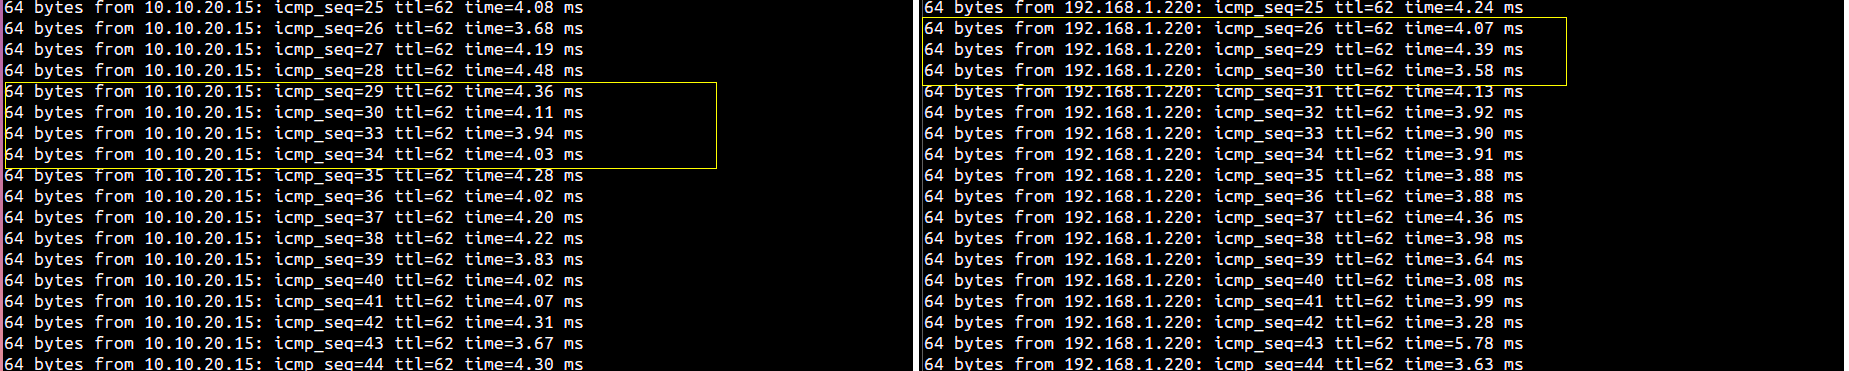 64 bytes from 10.10.20.15: icmp_seq=25 ttl=62 time=4.08 ms
64 bytes from 10.10.20.15: icmp_seq=26 ttl=62 time=3.68 ms
64 bytes from 10.10.20.15: icmp_seq=27 ttl=62 time=4.19 ms
64 bytes from 10.10.20.15: icmp_seq=28 ttl=62 time=4.48 ms
64 bytes from 10.10.20.15: icmp_seq=29 ttl=62 time=4.36 ms
64 bytes from 10.10.20.15: icmp_seq=30 ttl=62 time=4.11 ms
64 bytes from 10.10.20.15: icmp_seq=33 ttl=62 time=3.94 ms
64 bytes from 10.10.20.15: icmp_seq=34 ttl=62 time=4.03 ms
64 bytes from 10.10.20.15: icmp_seq=35 ttl=62 time=4.28 ms
64 bytes from 10.10.20.15: icmp_seq=36 ttl=62 time=4.02 ms
64 bytes from 10.10.20.15: icmp_seq=37 ttl=62 time=4.20 ms
64 bytes from 10.10.20.15: icmp_seq=38 ttl=62 time=4.22 ms
64 bytes from 10.10.20.15: icmp_seq=39 ttl=62 time=3.83 ms
64 bytes from 10.10.20.15: icmp_seq=40 ttl=62 time=4.02 ms
64 bytes from 10.10.20.15: icmp_seq=41 ttl=62 time=4.07 ms
64 bytes from 10.10.20.15: icmp_seq=42 ttl=62 time=4.31 ms
64 bytes from 10.10.20.15: icmp_seq=43 ttl=62 time=3.67 ms
64 bytes from 10.10.20.15: icmp_seq=44 ttl=62 time=4.30 ms
64 bytes from 192.168.1.220: icmp_seq=25 ttl=62 time=4.24 ms
64 bytes from 192.168.1.220: icmp_seq=26 ttl=62 time=4.07 ms
64 bytes from 192.168.1.220: icmp_seq=29 ttl=62 time=4.39 ms
64 bytes from 192.168.1.220: icmp_seq=30 ttl=62 time=3.58 ms
64 bytes from 192.168.1.220: icmp_seq=31 ttl=62 time=4.13 ms
64 bytes from 192.168.1.220: icmp_seq=32 ttl=62 time=3.92 ms
64 bytes from 192.168.1.220: icmp_seq=33 ttl=62 time=3.90 ms
64 bytes from 192.168.1.220: icmp_seq=34 ttl=62 time=3.91 ms
64 bytes from 192.168.1.220: icmp_seq=35 ttl=62 time=3.88 ms
64 bytes from 192.168.1.220: icmp_seq=36 ttl=62 time=3.88 ms
64 bytes from 192.168.1.220: icmp_seq=37 ttl=62 time=4.36 ms
64 bytes from 192.168.1.220: icmp_seq=38 ttl=62 time=3.98 ms
64 bytes from 192.168.1.220: icmp_seq=39 ttl=62 time=3.64 ms
64 bytes from 192.168.1.220: icmp_seq=40 ttl=62 time=3.08 ms
64 bytes from 192.168.1.220: icmp_seq=41 ttl=62 time=3.99 ms
64 bytes from 192.168.1.220: icmp_seq=42 ttl=62 time=3.28 ms
64 bytes from 192.168.1.220: icmp_seq=43 ttl=62 time=5.78 ms
64 bytes from 192.168.1.220: icmp_seq=44 ttl=62 time=3.63 ms